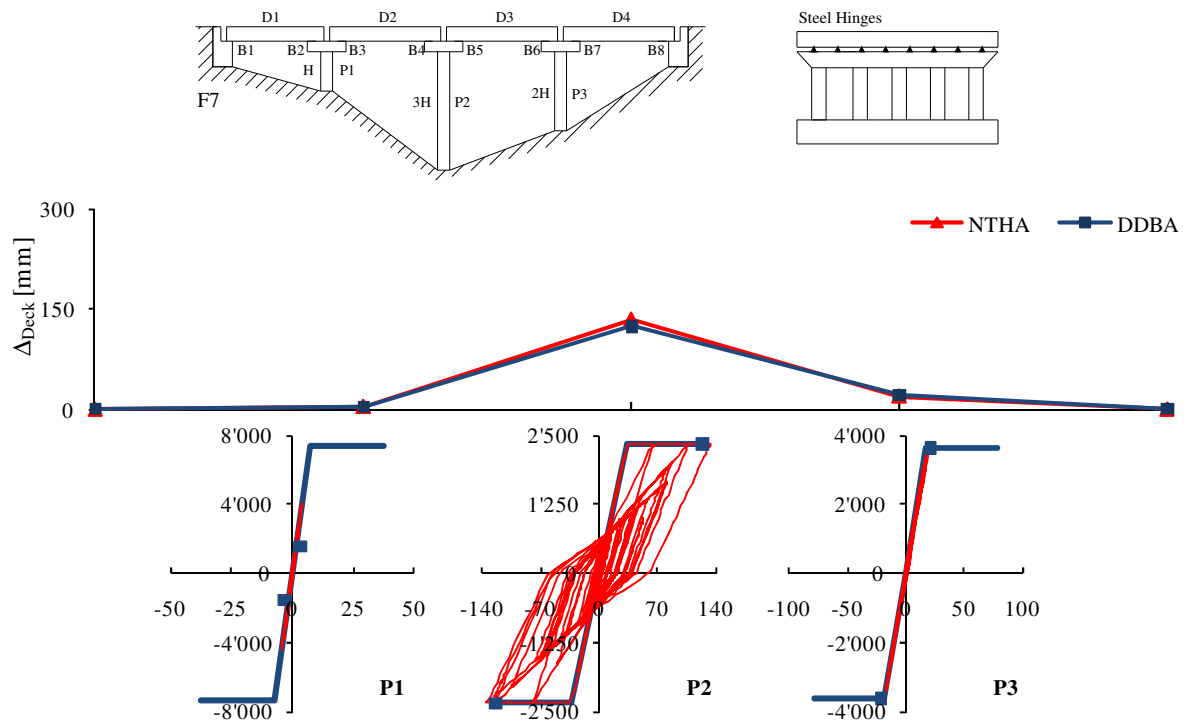 D1 D2 D3 D4
B1 B2 B3 B4 B5 B6 B7 B8
H P1
3H P2
2H P3
F7
Steel Hinges
300
150
0
ΔDeck [mm]
NTHA DDBA
8'000
4'000
0
-4'000
-8'000
-50 -25 0 25 50
P1
2'500
1'250
0
-1'250
-2'500
-140 -70 0 70 140
P2
4'000
2'000
0
-2'000
-4'000
-100 -50 0 50 100
P3